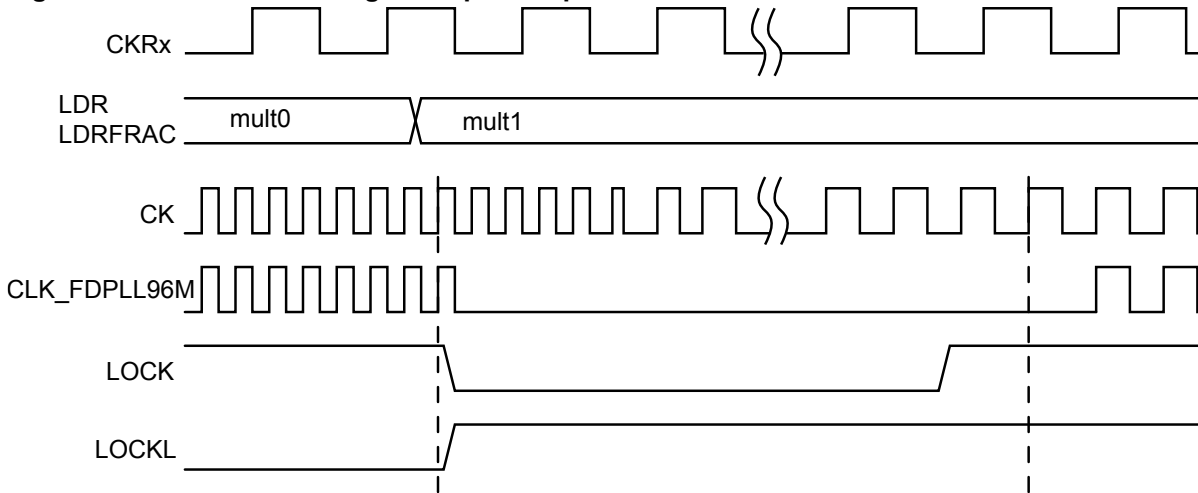 CKRx
LDR
LDRFRAC
mult0
mult1
CK
CLK_FDPLL96M
LOCK
LOCKL